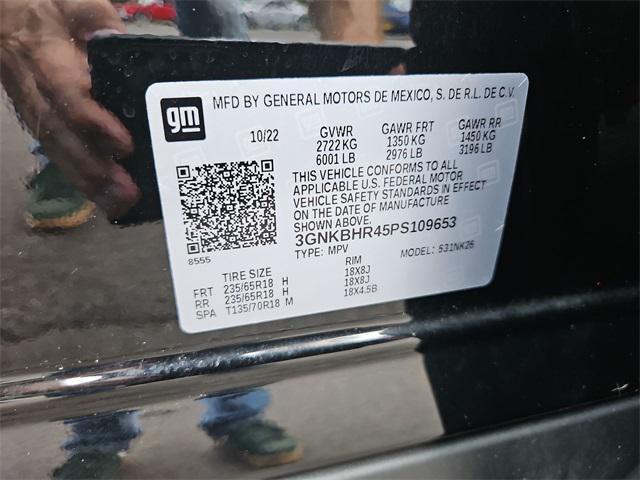 gm
MFD BY GENERAL MOTORS DE MEXICO, S. DE R.L. DE C.V.
10/22 GVWR GAWR FRT GAWR RR
2722 KG 1350 KG 1450 KG
6001 LB 2976 LB 3196 LB
THIS VEHICLE CONFORMS TO ALL
APPLICABLE U.S. FEDERAL MOTOR
VEHICLE SAFETY STANDARDS IN EFFECT
ON THE DATE OF MANUFACTURE
SHOWN ABOVE.
3GNKBHR45PS109653
8555 TYPE: MPV MODEL: 531NK26
TIRE SIZE RIM
FRT 235/65R18 H 18X8J
RR 235/65R18 H 18X8J
SPA T135/70R18 M 18X4.5B